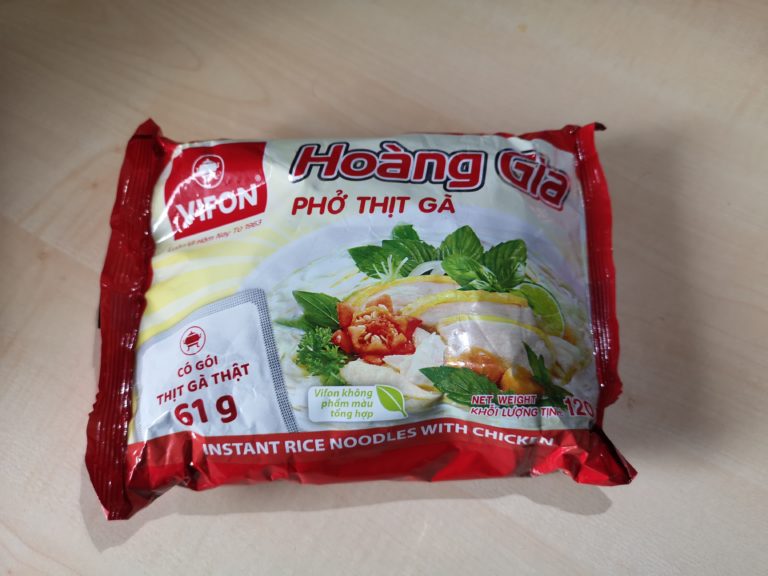 VIFON
Hoàng Gia
PHỞ THỊT GÀ
CÓ GÓI
THỊT GÀ THẬT
61 g
Vifon không
phẩm màu
tổng hợp
NET WEIGHT
KHỐI LƯỢNG TỊNH 120
INSTANT RICE NOODLES WITH CHICKEN